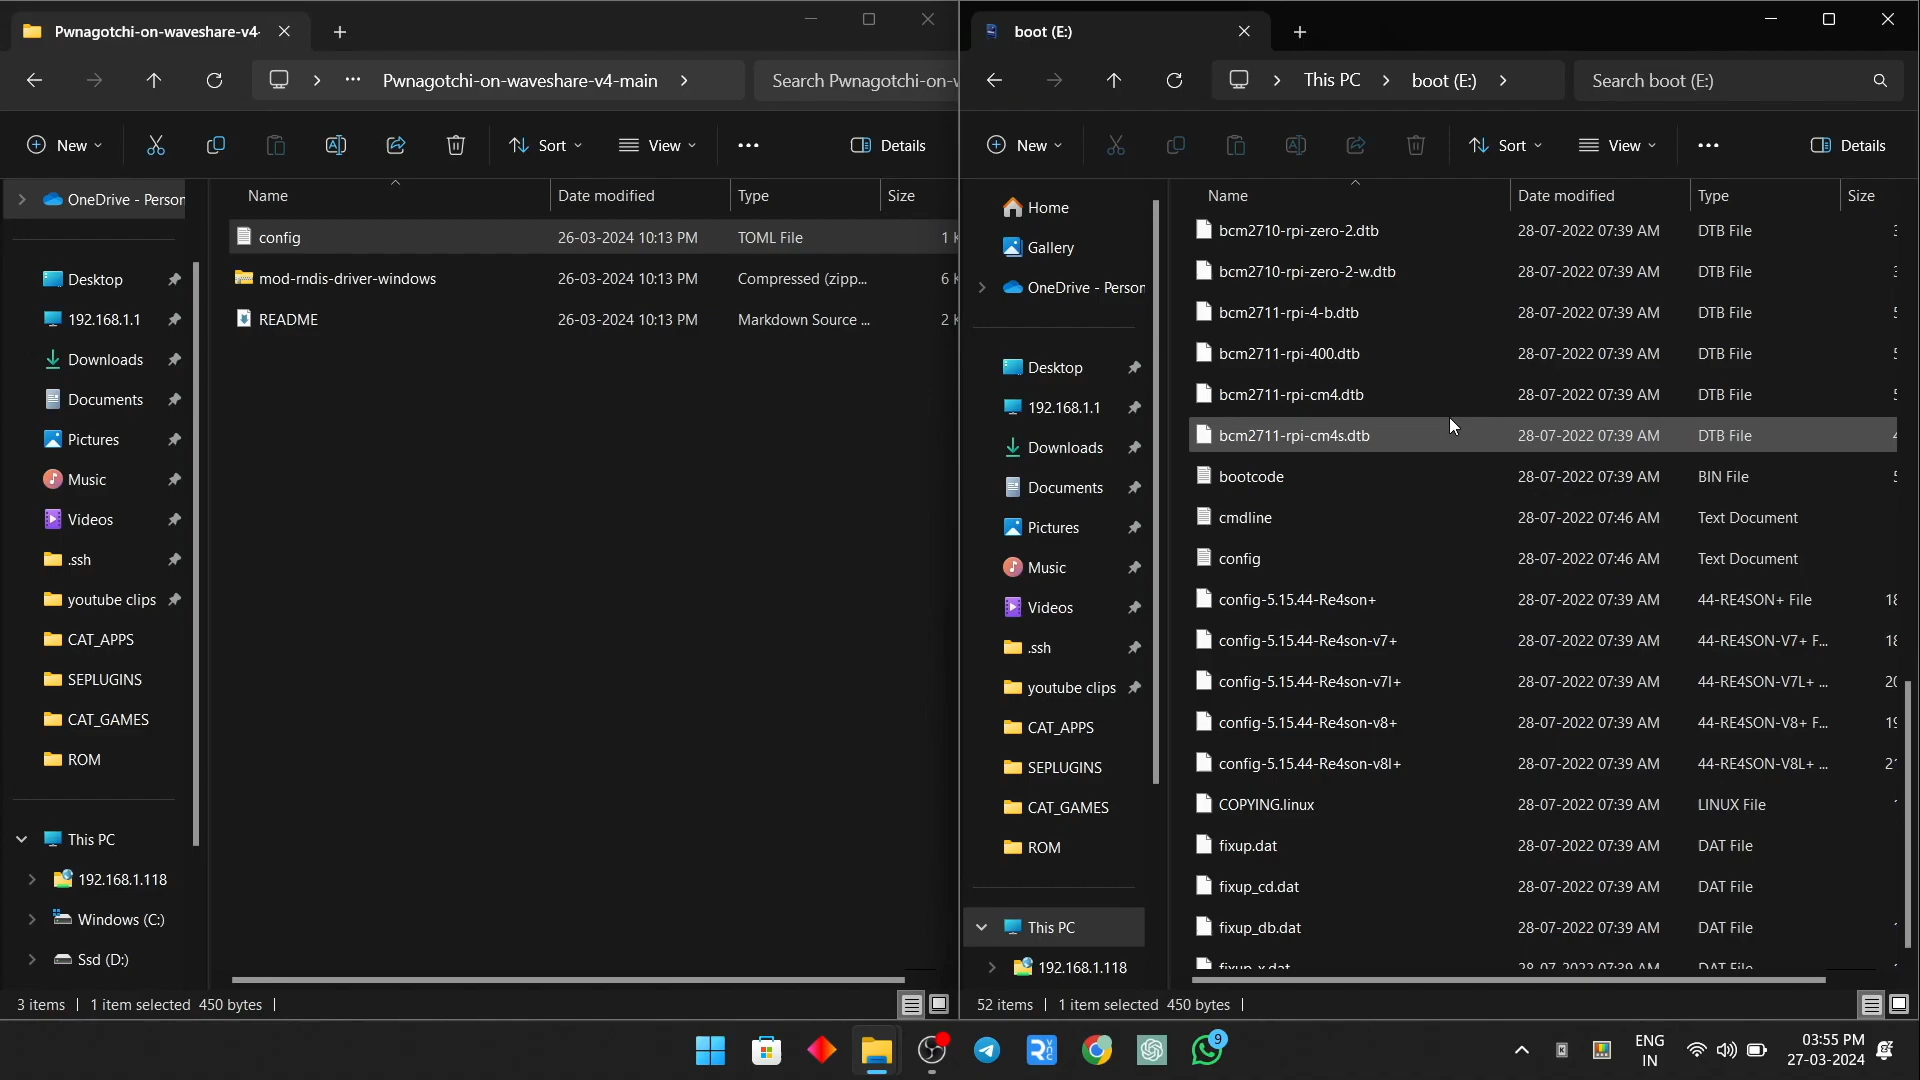 Pwnagotchi-on-waveshare-v4-
Pwnagotchi-on-waveshare-v4-main
Search Pwnagotchi-on-v
New
Sort
View
Details
Name Date modified Type Size
OneDrive - Person
Desktop
192.168.1.1
Downloads
Documents
Pictures
Music
Videos
.ssh
youtube clips
CAT_APPS
SEPLUGINS
CAT_GAMES
ROM
This PC
192.168.1.118
Windows (C:)
Ssd (D:)
config 26-03-2024 10:13 PM TOML File 1 K
mod-rndis-driver-windows 26-03-2024 10:13 PM Compressed (zipp... 6 K
README 26-03-2024 10:13 PM Markdown Source ... 2 K
3 items 1 item selected 450 bytes
boot (E:)
This PC boot (E:)
Search boot (E:)
New
Sort
View
Details
Name Date modified Type Size
Home
Gallery
OneDrive - Person
Desktop
192.168.1.1
Downloads
Documents
Pictures
Music
Videos
.ssh
youtube clips
CAT_APPS
SEPLUGINS
CAT_GAMES
ROM
This PC
192.168.1.118
bcm2710-rpi-zero-2.dtb 28-07-2022 07:39 AM DTB File
bcm2710-rpi-zero-2-w.dtb 28-07-2022 07:39 AM DTB File
bcm2711-rpi-4-b.dtb 28-07-2022 07:39 AM DTB File
bcm2711-rpi-400.dtb 28-07-2022 07:39 AM DTB File
bcm2711-rpi-cm4.dtb 28-07-2022 07:39 AM DTB File
bcm2711-rpi-cm4s.dtb 28-07-2022 07:39 AM DTB File
bootcode 28-07-2022 07:39 AM BIN File
cmdline 28-07-2022 07:46 AM Text Document
config 28-07-2022 07:46 AM Text Document
config-5.15.44-Re4son+ 28-07-2022 07:39 AM 44-RE4SON+ File 18
config-5.15.44-Re4son-v7+ 28-07-2022 07:39 AM 44-RE4SON-V7+ F... 18
config-5.15.44-Re4son-v7l+ 28-07-2022 07:39 AM 44-RE4SON-V7L+ ... 20
config-5.15.44-Re4son-v8+ 28-07-2022 07:39 AM 44-RE4SON-V8+ F... 19
config-5.15.44-Re4son-v8l+ 28-07-2022 07:39 AM 44-RE4SON-V8L+ ...
COPYING.linux 28-07-2022 07:39 AM LINUX File
fixup.dat 28-07-2022 07:39 AM DAT File
fixup_cd.dat 28-07-2022 07:39 AM DAT File
fixup_db.dat 28-07-2022 07:39 AM DAT File
fixup_x.dat 28-07-2022 07:39 AM DAT File
52 items 1 item selected 450 bytes
9
ENG
IN
03:55 PM
27-03-2024